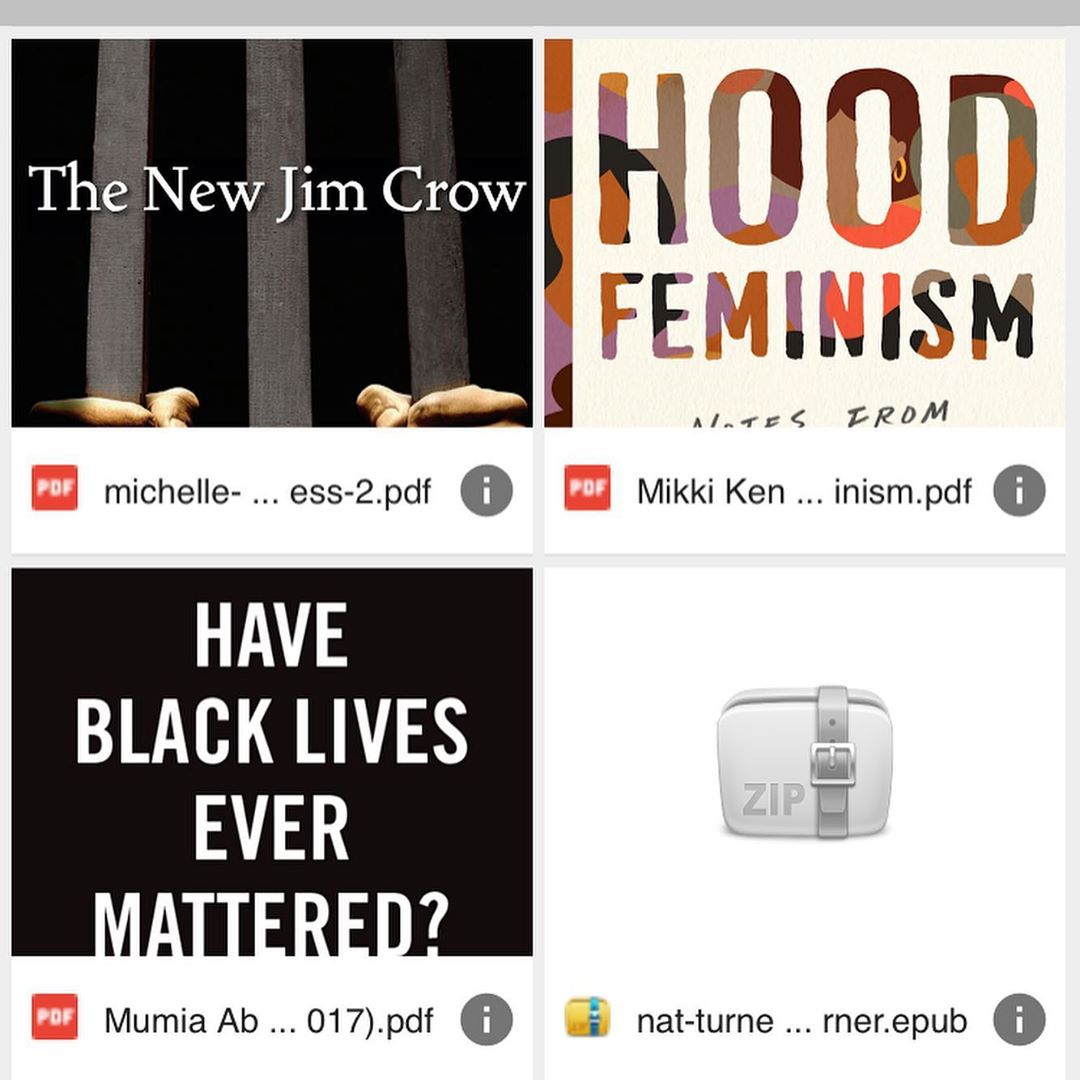 The New Jim Crow
HOOD
FEMINISM
NOTES FROM
PDF michelle- ... ess-2.pdf i
PDF Mikki Ken ... inism.pdf i
HAVE
BLACK LIVES
EVER
MATTERED?
ZIP
PDF Mumia Ab ... 017).pdf i
nat-turne ... rner.epub i